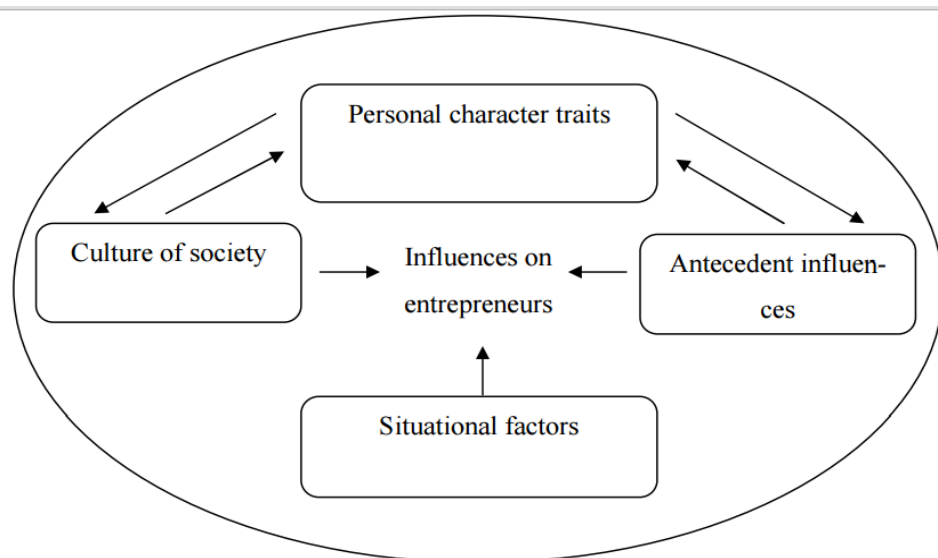 Personal character traits
Culture of society
Influences on
entrepreneurs
Antecedent influen-
ces
Situational factors